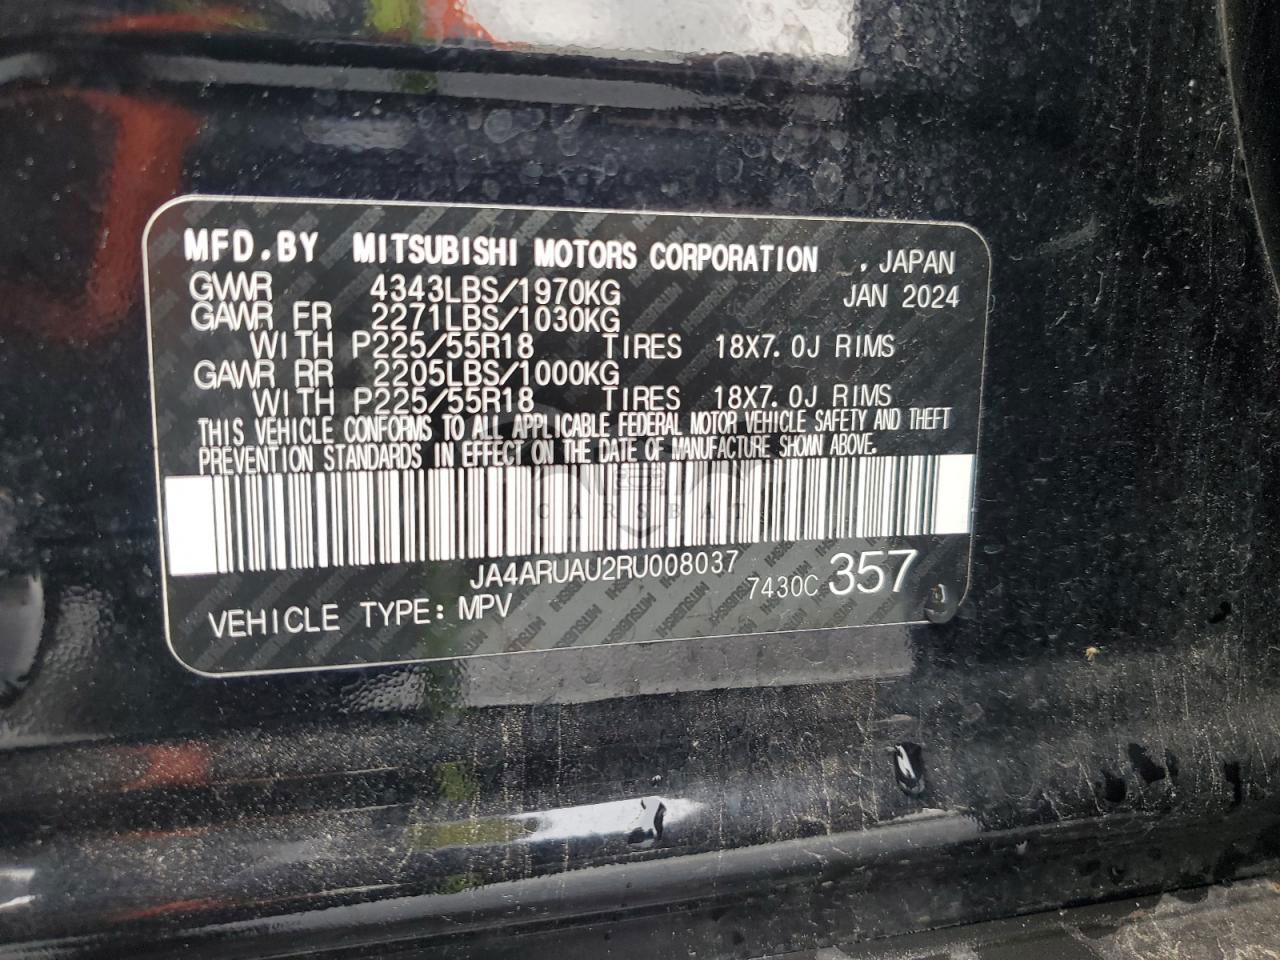 MFD.BY MITSUBISHI MOTORS CORPORATION , JAPAN
GVWR 4343LBS/1970KG JAN 2024
GAWR FR 2271LBS/1030KG
WITH P225/55R18 TIRES 18X7.0J RIMS
GAWR RR 2205LBS/1000KG
WITH P225/55R18 TIRES 18X7.0J RIMS
THIS VEHICLE CONFORMS TO ALL APPLICABLE FEDERAL MOTOR VEHICLE SAFETY AND THEFT
PREVENTION STANDARDS IN EFFECT ON THE DATE OF MANUFACTURE SHOWN ABOVE.
CARSBAT
JA4ARUAU2RU008037
7430C 357
VEHICLE TYPE: MPV